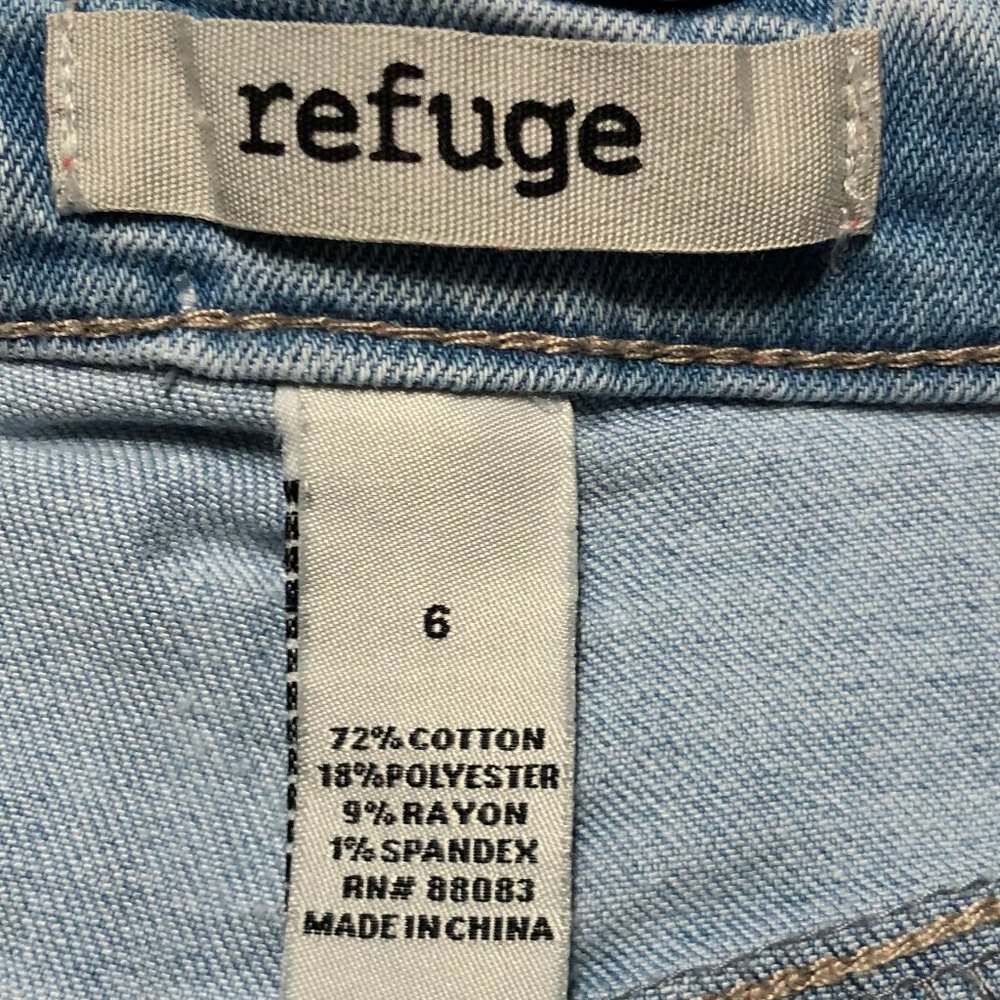 refuge
6
72% COTTON
18% POLYESTER
9% RAYON
1% SPANDEX
RN# 88083
MADE IN CHINA